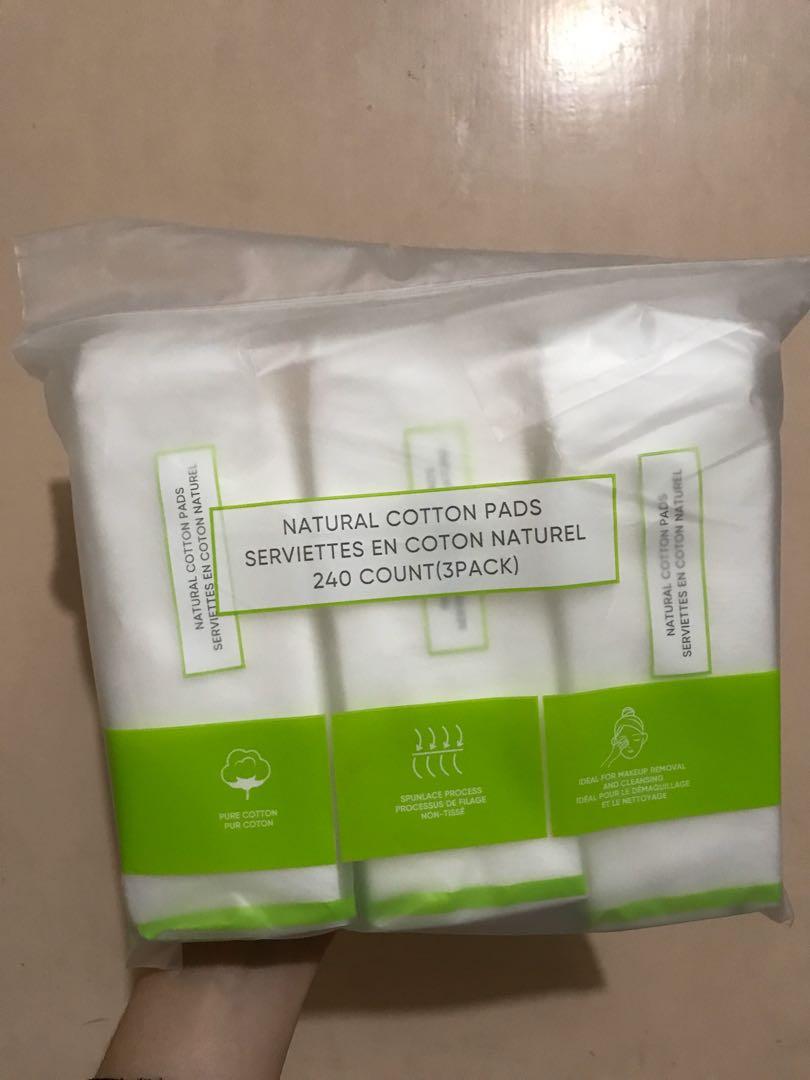 NATURAL COTTON PADS
SERVIETTES EN COTON NATUREL
NATURAL COTTON PADS
SERVIETTES EN COTON NATUREL
240 COUNT(3PACK)
NATURAL COTTON PADS
SERVIETTES EN COTON NATUREL
PURE COTTON
PUR COTON
SPUNLACE PROCESS
PROCESSUS DE FILAGE
NON-TISSÉ
IDEAL FOR MAKEUP REMOVAL
AND CLEANSING
IDÉAL POUR LE DÉMAQUILLAGE
ET LE NETTOYAGE